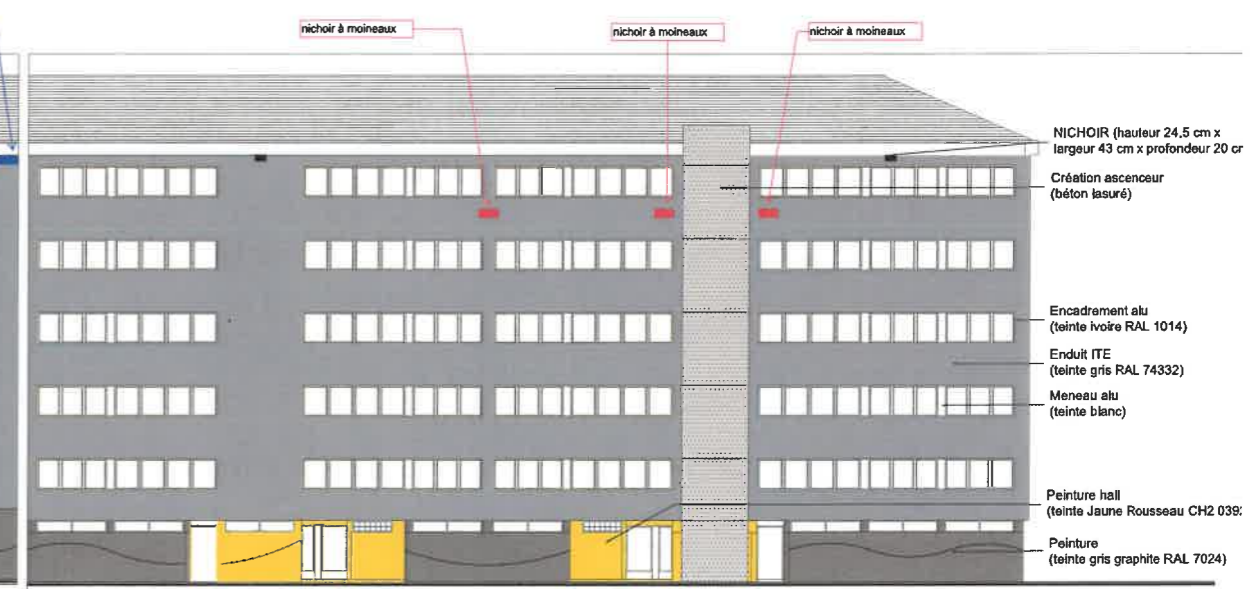 nichoir à moineaux
nichoir à moineaux
nichoir à moineaux
NICHOIR (hauteur 24.5 cm x
largeur 43 cm x profondeur 20 cm
Création ascenceur
(béton lasuré)
Encadrement alu
(teinte ivoire RAL 1014)
Enduit ITE
(teinte gris RAL 74332)
Meneau alu
(teinte blanc)
Peinture hall
(teinte Jaune Rousseau CH2 0392
Peinture
(teinte gris graphite RAL 7024)